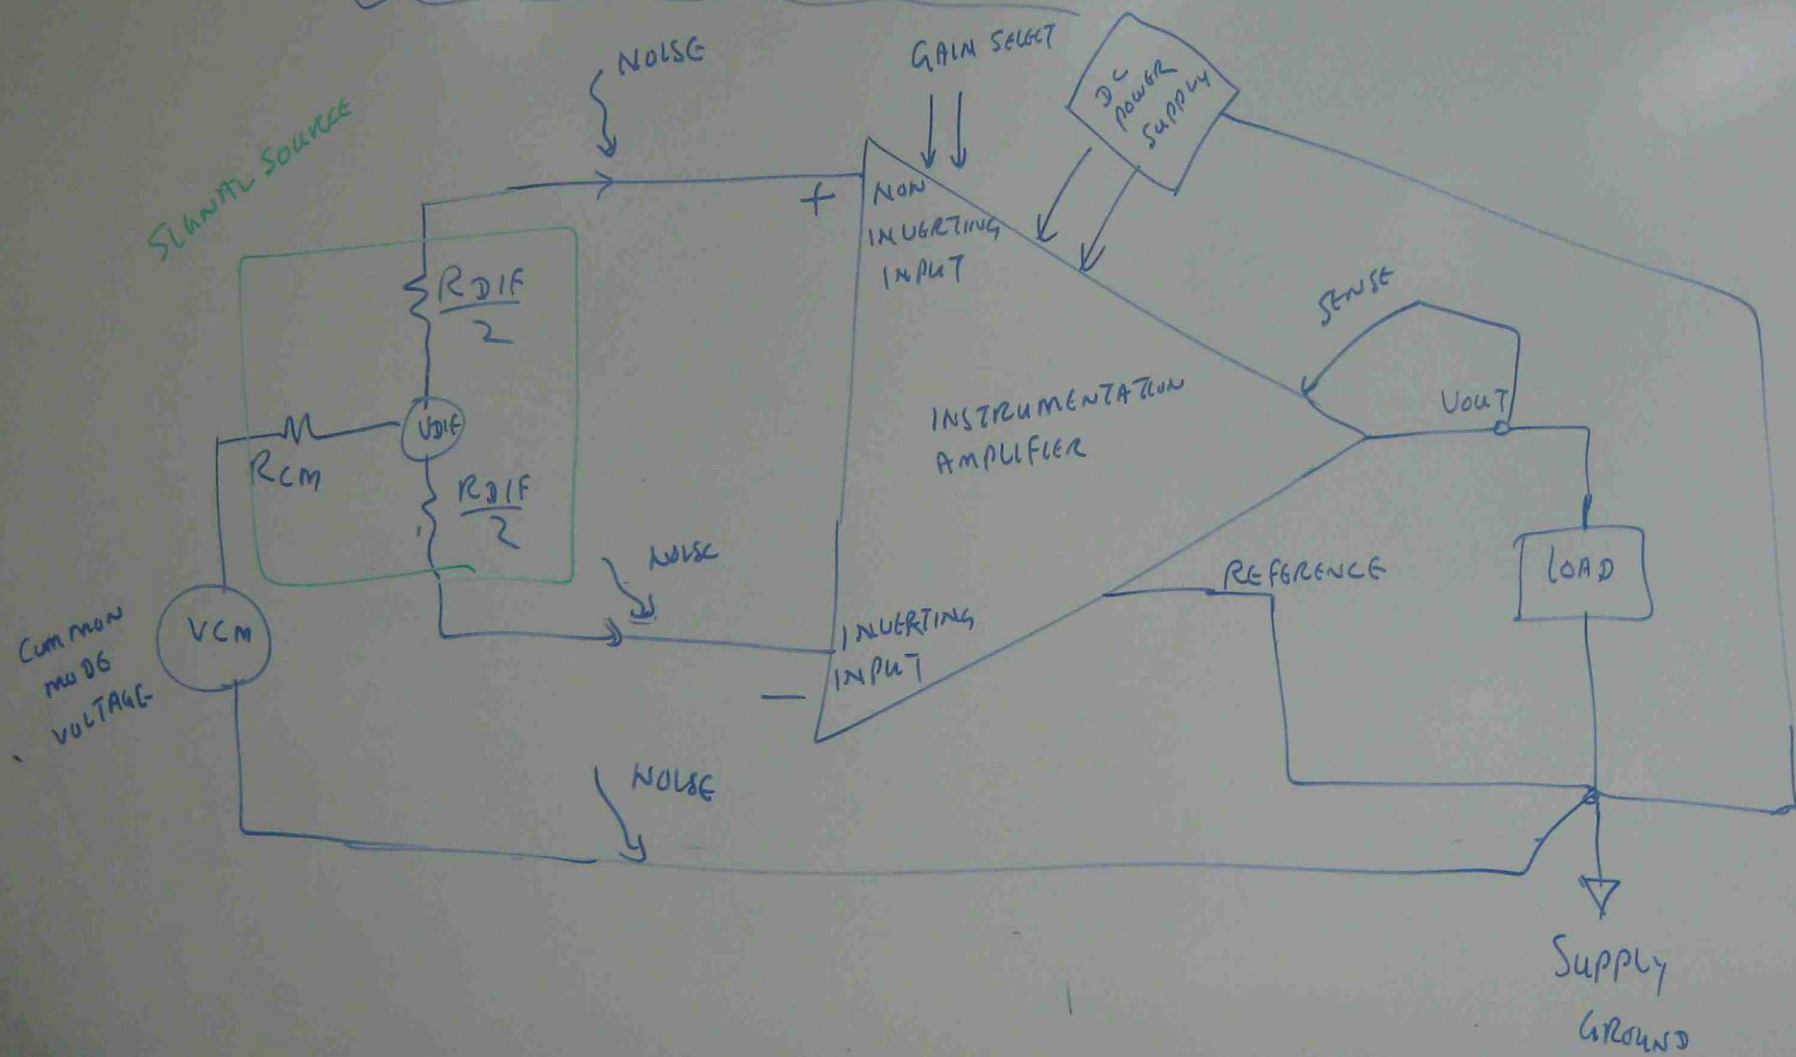 NOISE
GAIN SELECT
DC
POWER
SUPPLY
SIGNAL SOURCE
+
NON
INVERTING
INPUT
RDIF
2
SENSE
VOUT
INSTRUMENTATION
AMPLIFIER
VDIF
RCM
RDIF
2
NOISE
REFERENCE
LOAD
COMMON
MODE
VOLTAGE
VCM
INVERTING
INPUT
−
NOISE
SUPPLY
GROUND